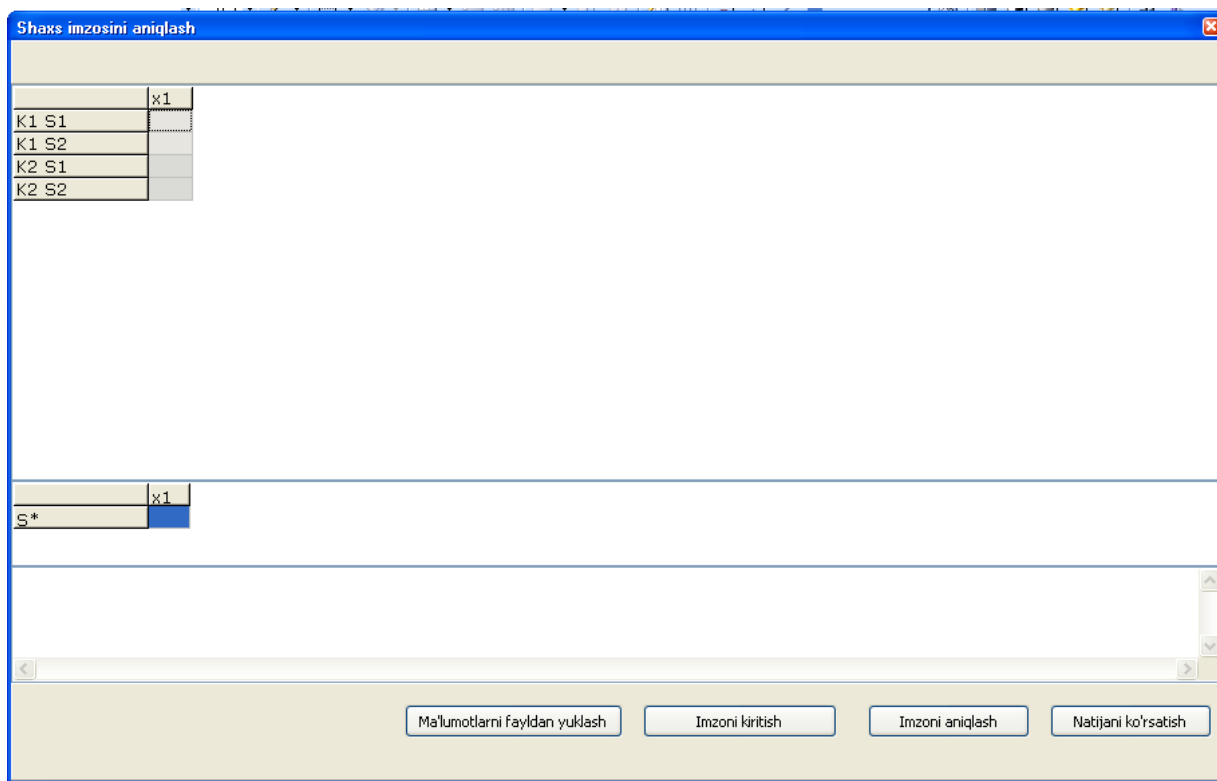 Shaxs imzosini aniqlash
x1
K1 S1
K1 S2
K2 S1
K2 S2
x1
S*
Ma'lumotlarni fayldan yuklash Imzoni kiritish Imzoni aniqlash Natijani ko'rsatish